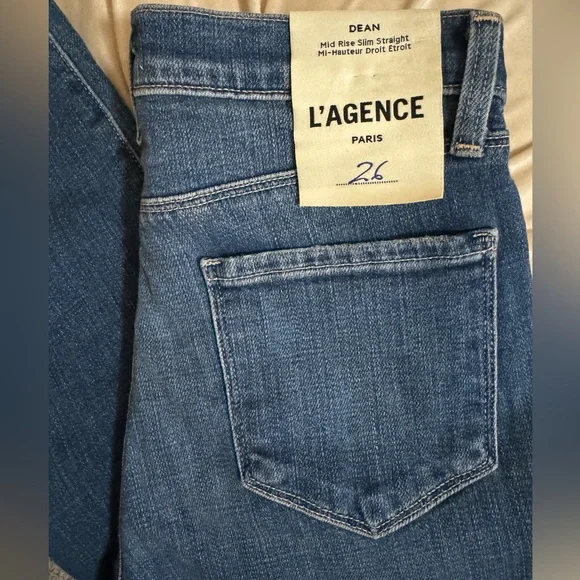 DEAN
Mid Rise Slim Straight
Mi-Hauteur Droit Etroit
L'AGENCE
PARIS
26